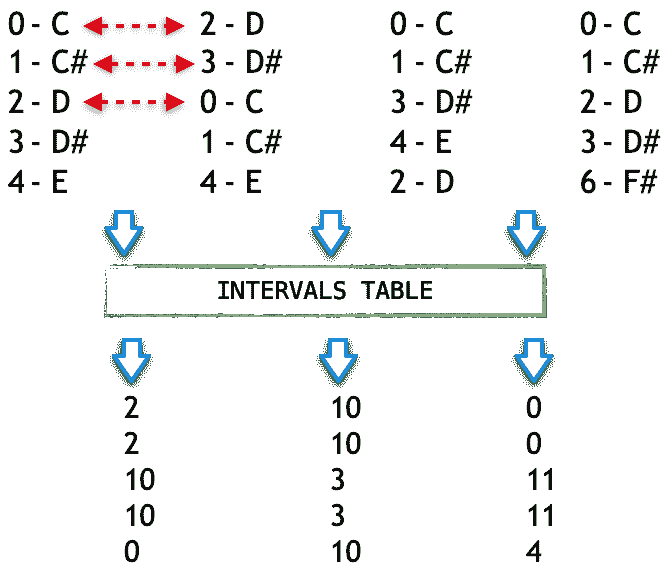 0 - C 2 - D 0 - C 0 - C
1 - C# 3 - D# 1 - C# 1 - C#
2 - D 0 - C 3 - D# 2 - D
3 - D# 1 - C# 4 - E 3 - D#
4 - E 4 - E 2 - D 6 - F#
INTERVALS TABLE
2 10 0
2 10 0
10 3 11
10 3 11
0 10 4